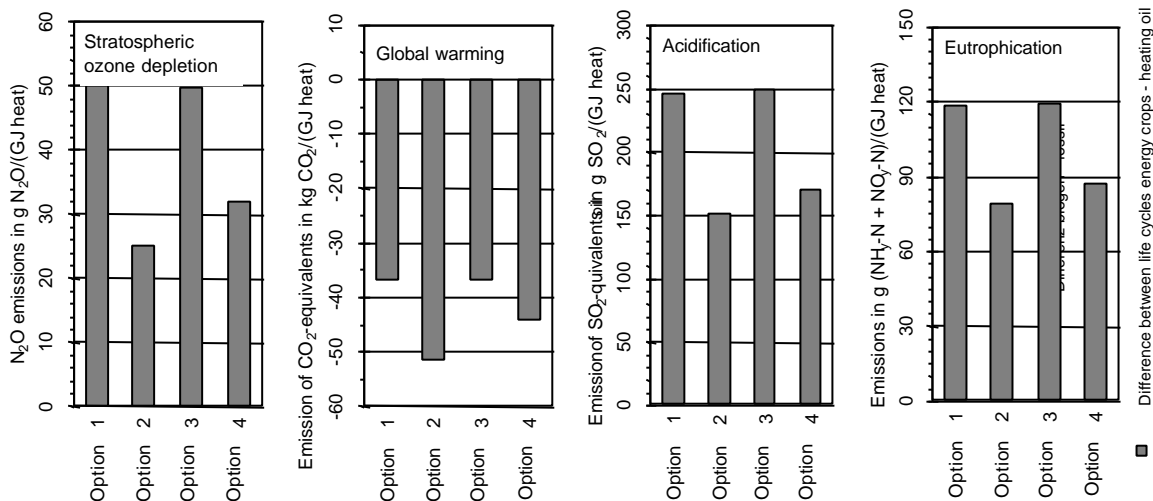 N2O emissions in g N2O/(GJ heat)
60
50
40
30
20
10
0
Stratospheric
ozone depletion
Option 1
Option 2
Option 3
Option 4
Emission of CO2-equivalents in kg CO2/(GJ heat)
10
0
-10
-20
-30
-40
-50
-60
Global warming
Option 1
Option 2
Option 3
Option 4
Emission of SO2-equivalents in g SO2/(GJ heat)
300
250
200
150
100
50
0
Acidification
Option 1
Option 2
Option 3
Option 4
Emissions in g (NHy-N + NOy-N)/(GJ heat)
150
120
90
60
30
0
Eutrophication
Option 1
Option 2
Option 3
Option 4
Difference between life cycles energy crops - heating oil